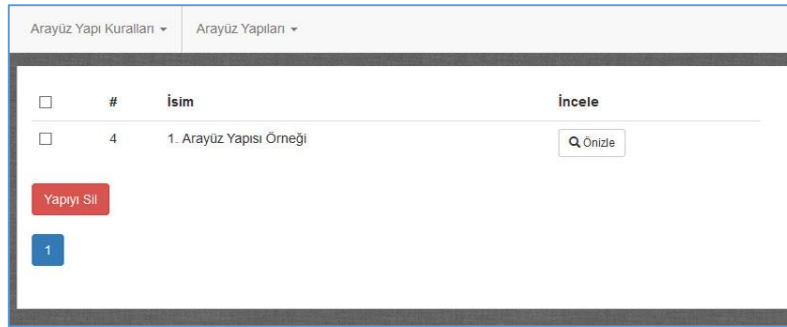 Arayüz Yapı Kuralları Arayüz Yapıları
# İsim İncele
4 1. Arayüz Yapısı Örneği Önizle
Yapıyı Sil
1